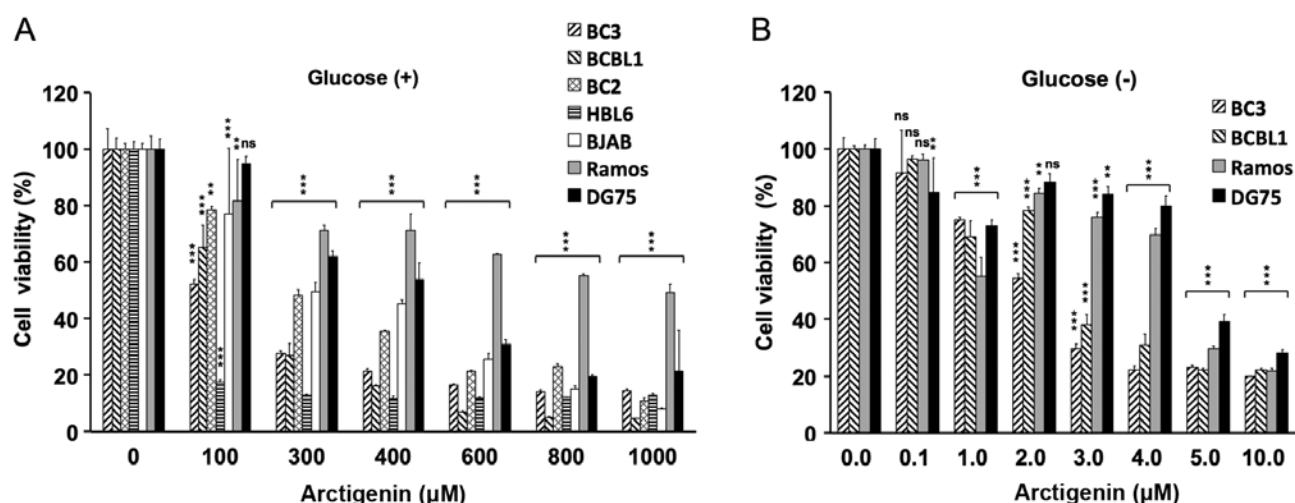 A
Glucose (+)
BC3
BCBL1
BC2
HBL6
BJAB
Ramos
DG75
Cell viability (%)
120
100
80
60
40
20
0
***
***
**
***
***
**
ns
***
***
***
***
***
0 100 300 400 600 800 1000
Arctigenin (µM)
B
Glucose (-)
BC3
BCBL1
Ramos
DG75
Cell viability (%)
120
100
80
60
40
20
0
ns
ns
ns
**
***
***
***
**
ns
***
***
***
**
***
***
***
0.0 0.1 1.0 2.0 3.0 4.0 5.0 10.0
Arctigenin (µM)